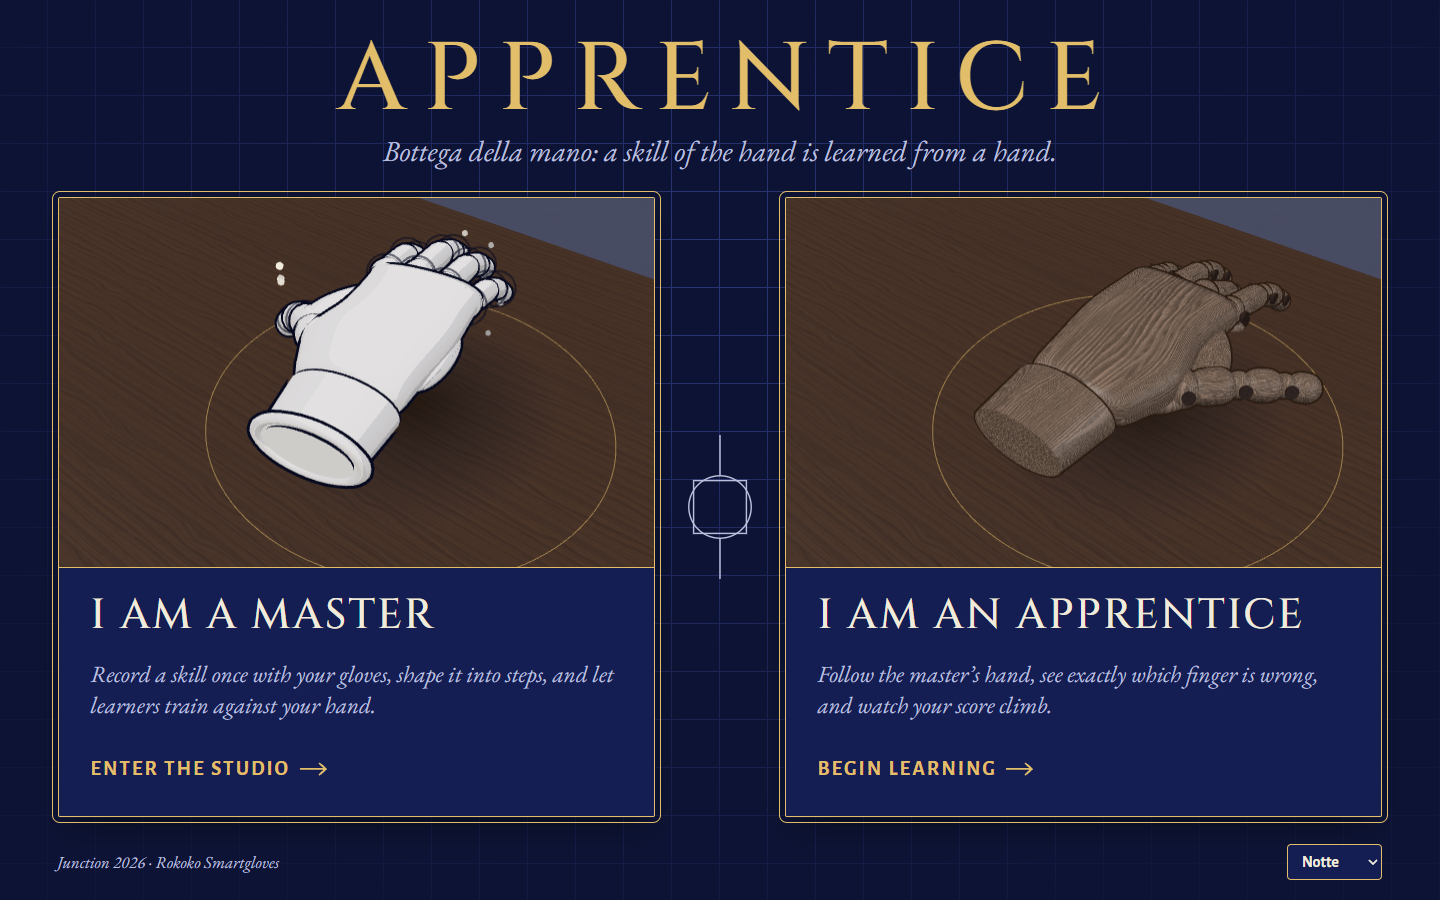 APPRENTICE
Bottega della mano: a skill of the hand is learned from a hand.
I AM A MASTER
Record a skill once with your gloves, shape it into steps, and let
learners train against your hand.
ENTER THE STUDIO
I AM AN APPRENTICE
Follow the master’s hand, see exactly which finger is wrong,
and watch your score climb.
BEGIN LEARNING
Junction 2026 · Rokoko Smartgloves
Notte